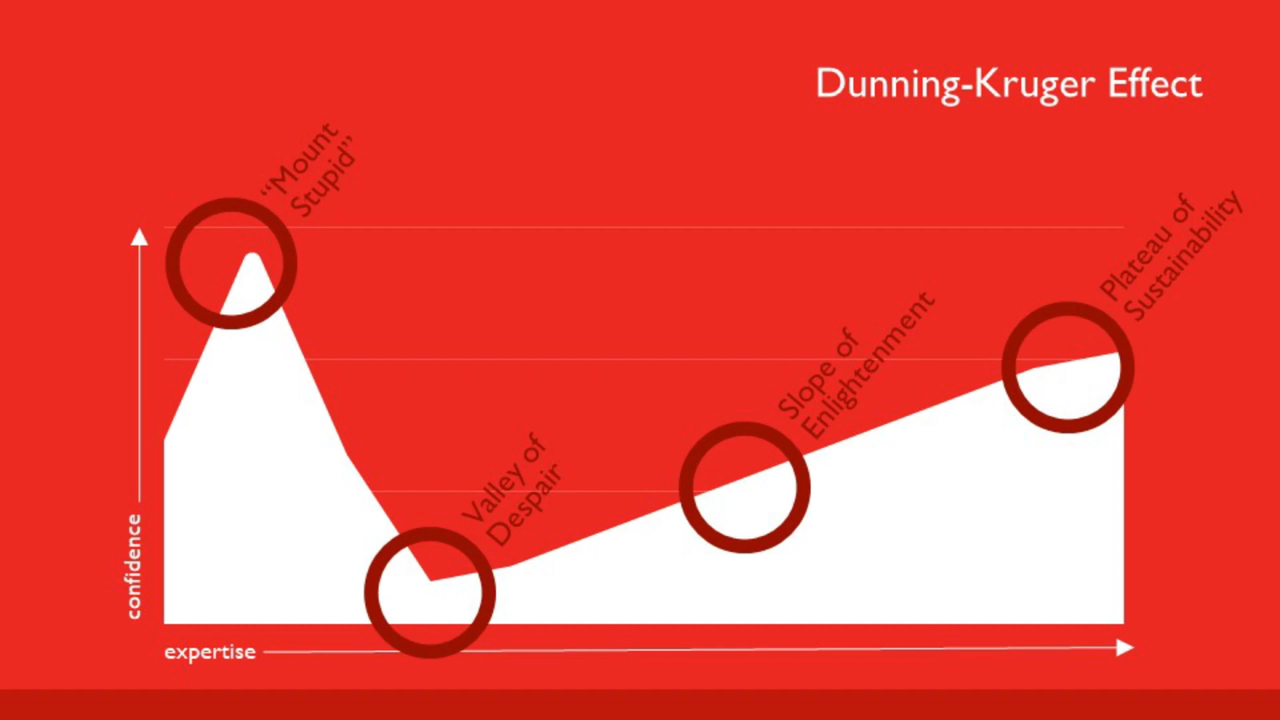 Dunning-Kruger Effect
“Mount
Stupid”
Plateau of
Sustainability
Slope of
Enlightenment
Valley of
Despair
confidence
expertise